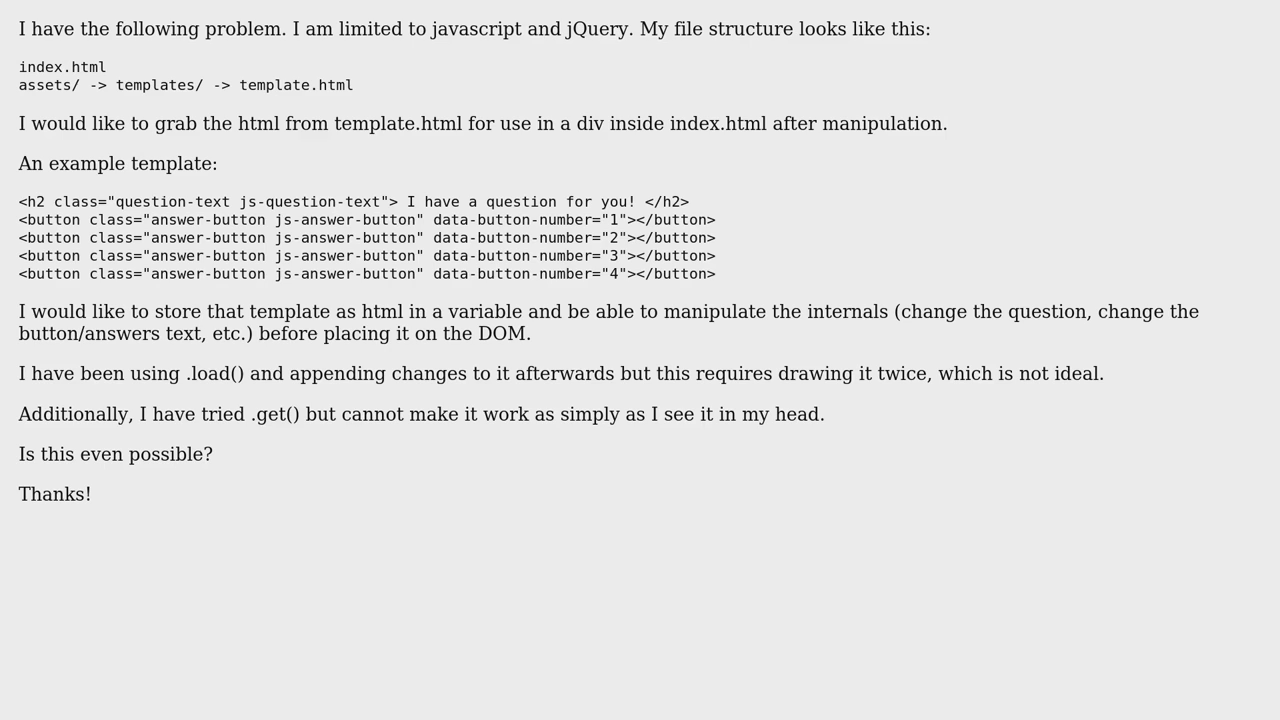 I have the following problem. I am limited to javascript and jQuery. My file structure looks like this:
index.html
assets/ -> templates/ -> template.html
I would like to grab the html from template.html for use in a div inside index.html after manipulation.
An example template:
<h2 class="question-text js-question-text"> I have a question for you! </h2>
<button class="answer-button js-answer-button" data-button-number="1"></button>
<button class="answer-button js-answer-button" data-button-number="2"></button>
<button class="answer-button js-answer-button" data-button-number="3"></button>
<button class="answer-button js-answer-button" data-button-number="4"></button>
I would like to store that template as html in a variable and be able to manipulate the internals (change the question, change the
button/answers text, etc.) before placing it on the DOM.
I have been using .load() and appending changes to it afterwards but this requires drawing it twice, which is not ideal.
Additionally, I have tried .get() but cannot make it work as simply as I see it in my head.
Is this even possible?
Thanks!